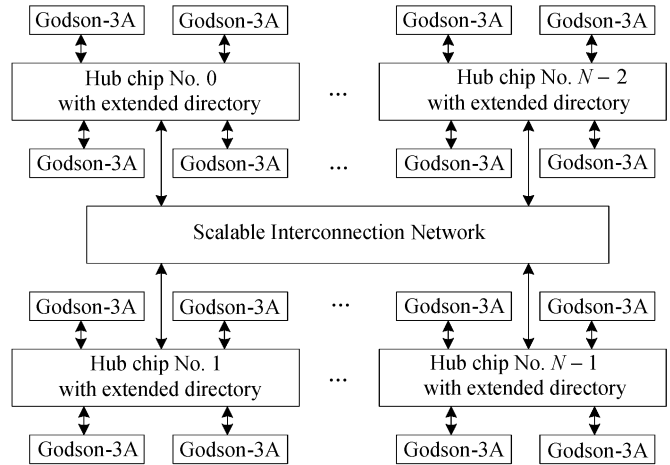 Godson-3A Godson-3A Godson-3A Godson-3A
Hub chip No. 0 Hub chip No. N – 2
with extended directory ... with extended directory
Godson-3A Godson-3A ... Godson-3A Godson-3A
Scalable Interconnection Network
Godson-3A Godson-3A ... Godson-3A Godson-3A
Hub chip No. 1 Hub chip No. N – 1
with extended directory ... with extended directory
Godson-3A Godson-3A Godson-3A Godson-3A